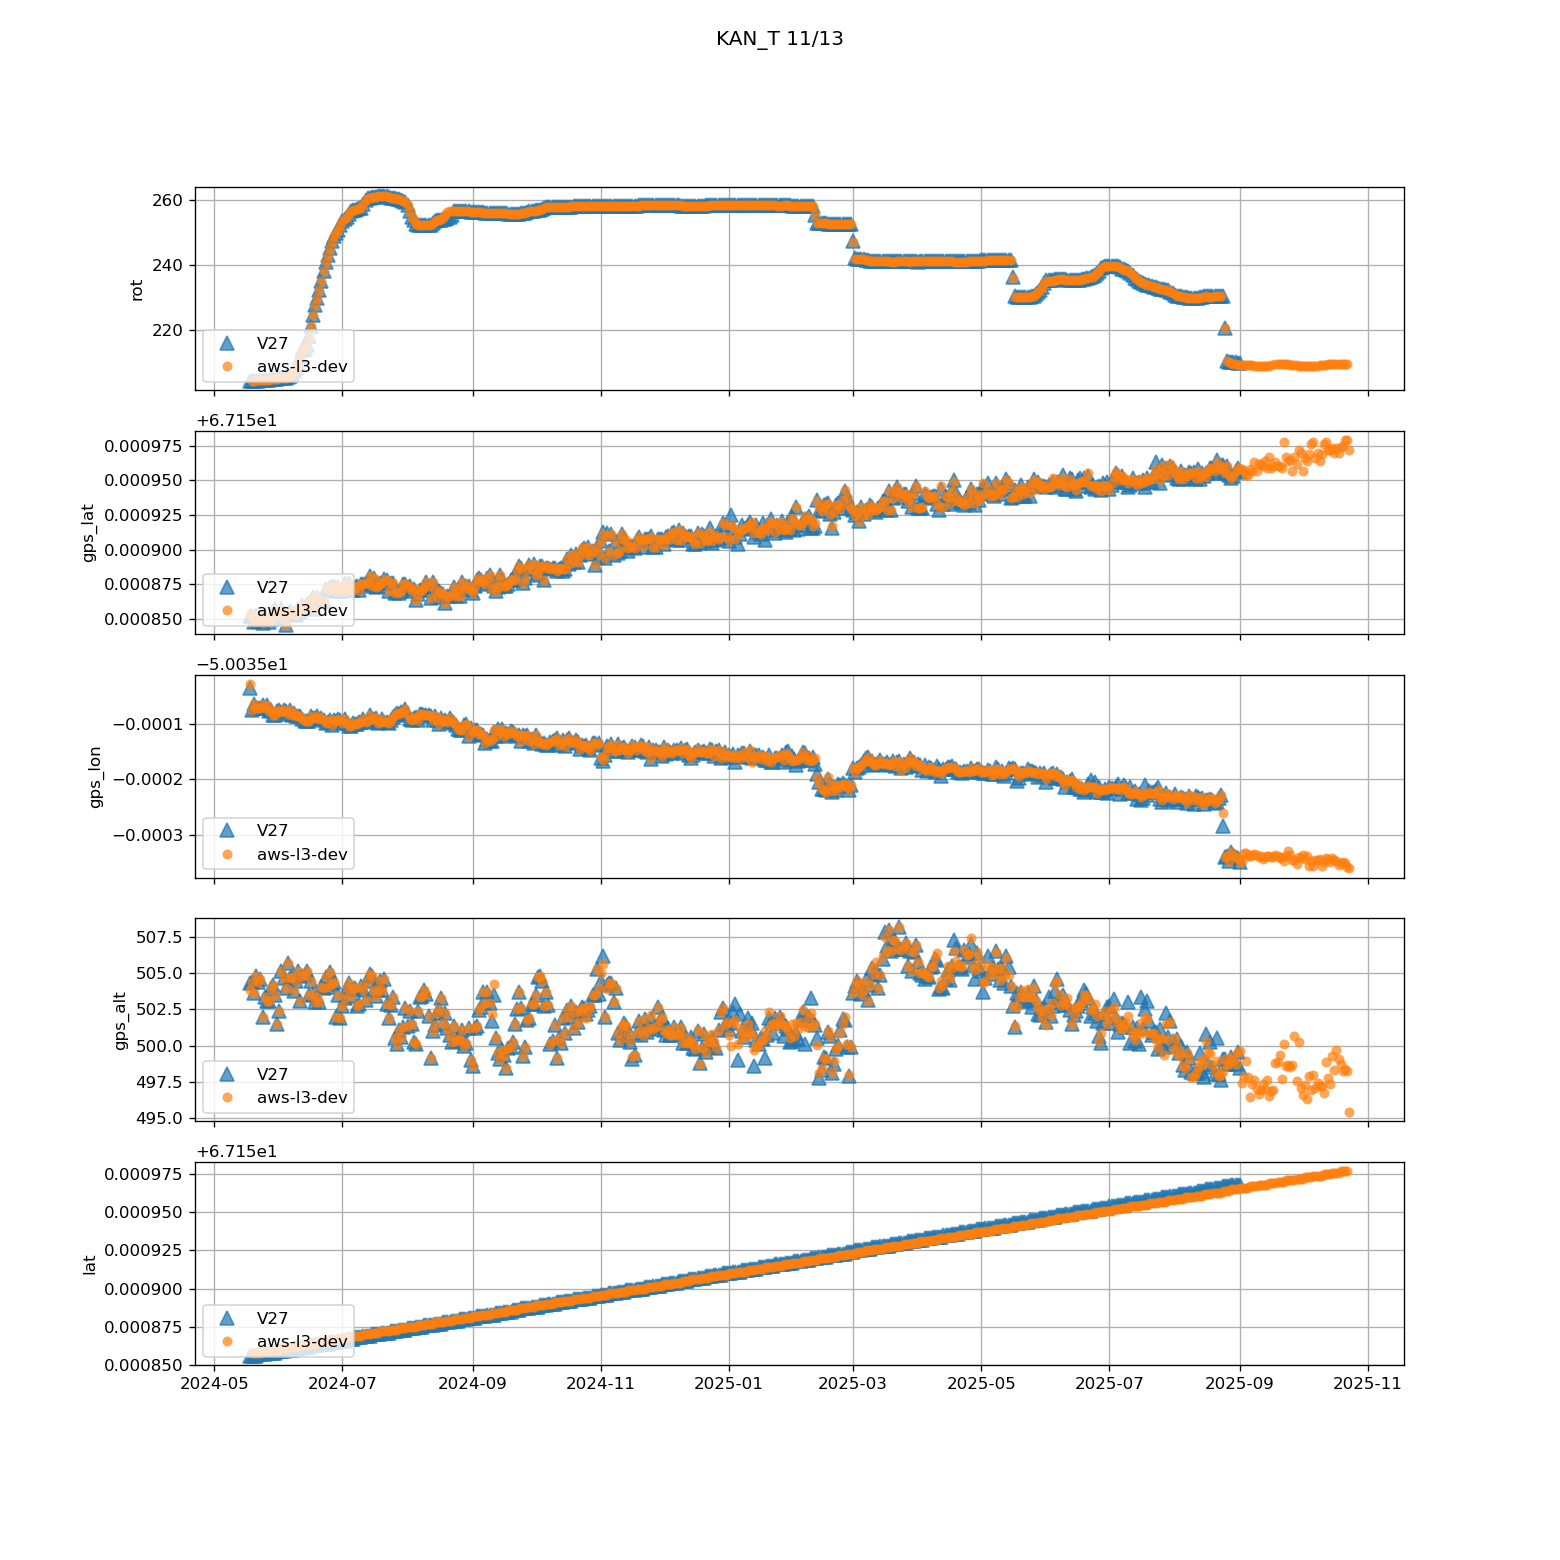 KAN_T 11/13
260
240
220
rot
V27
aws-l3-dev
+6.715e1
0.000975
0.000950
0.000925
0.000900
0.000875
0.000850
gps_lat
V27
aws-l3-dev
−5.0035e1
−0.0001
−0.0002
−0.0003
gps_lon
V27
aws-l3-dev
507.5
505.0
502.5
500.0
497.5
495.0
gps_alt
V27
aws-l3-dev
+6.715e1
0.000975
0.000950
0.000925
0.000900
0.000875
0.000850
lat
V27
aws-l3-dev
2024-05 2024-07 2024-09 2024-11 2025-01 2025-03 2025-05 2025-07 2025-09 2025-11